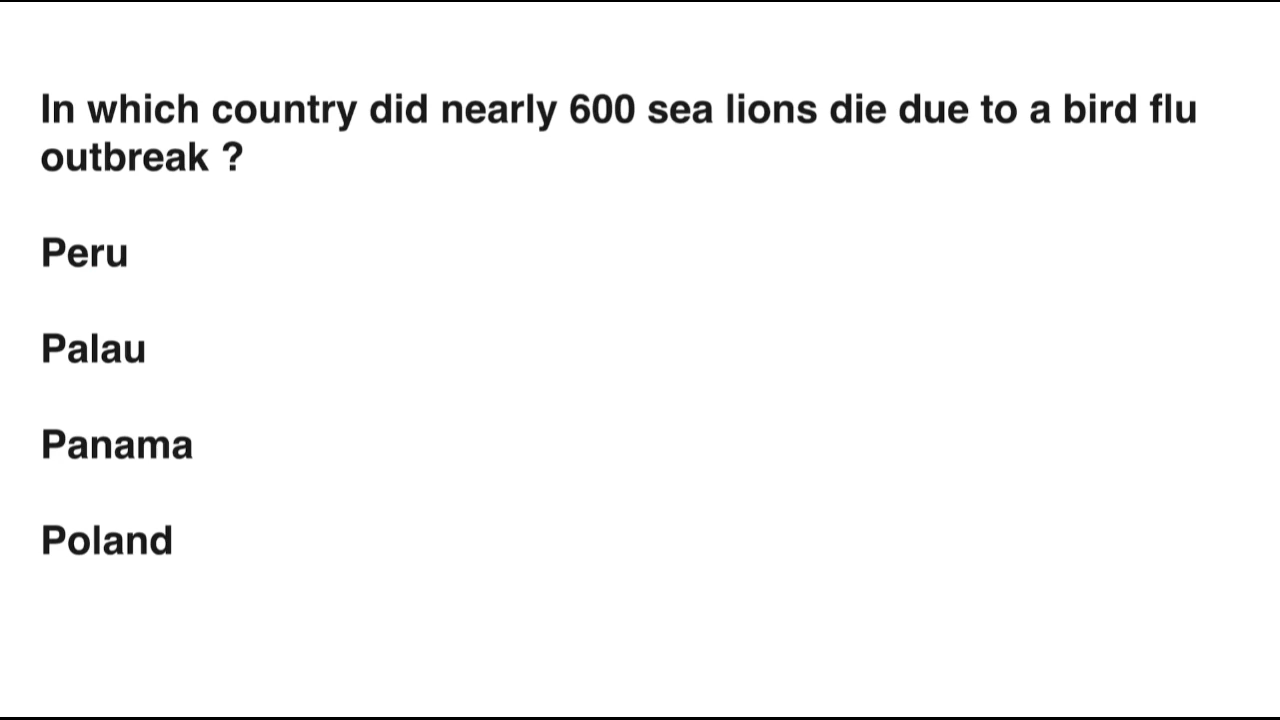 In which country did nearly 600 sea lions die due to a bird flu
outbreak ?
Peru
Palau
Panama
Poland